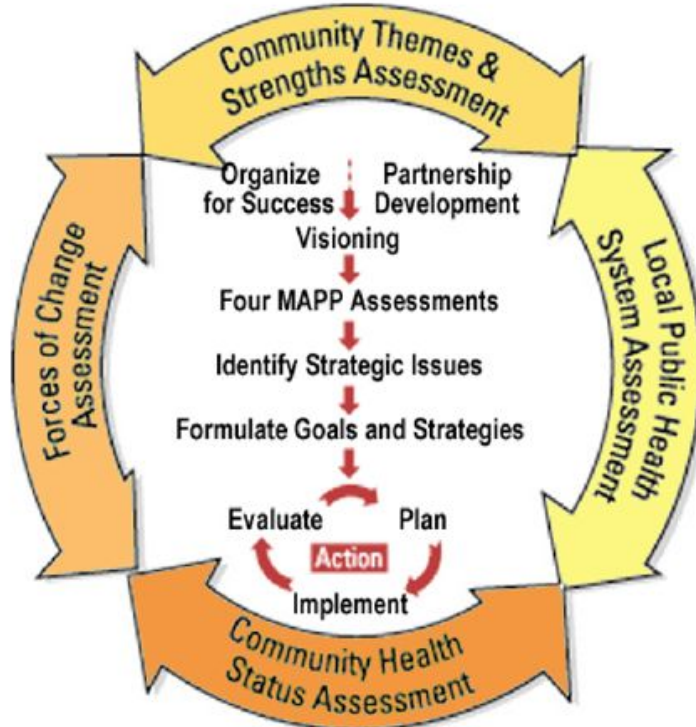 Community Themes &
Strengths Assessment
Organize
for Success
Partnership
Development
Visioning
Four MAPP Assessments
Identify Strategic Issues
Formulate Goals and Strategies
Evaluate
Plan
Action
Implement
Forces of Change
Assessment
Local Public Health
System Assessment
Community Health
Status Assessment